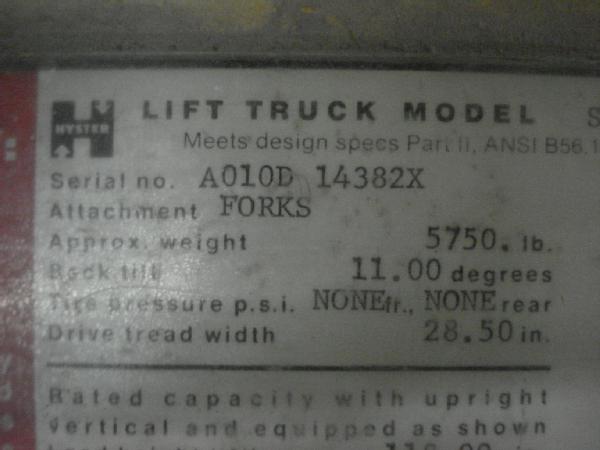 HYSTER
LIFT TRUCK MODEL S
Meets design specs Part II, ANSI B56.1
Serial no. A010D 14382X
Attachment FORKS
Approx. weight 5750. lb.
Back tilt 11.00 degrees
Tire pressure p.s.i. NONE fr., NONE rear
Drive tread width 28.50 in.
Rated capacity with upright
vertical and equipped as shown